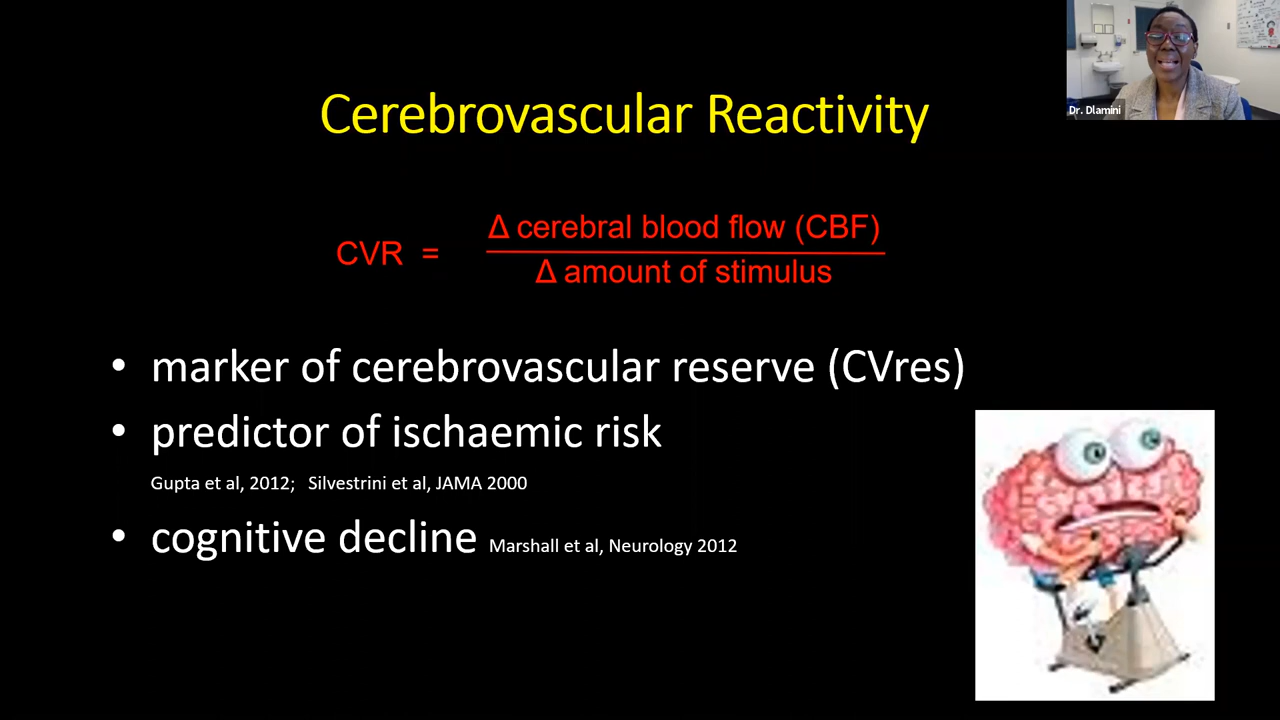 Dr. Dlamini
Cerebrovascular Reactivity
CVR = Δ cerebral blood flow (CBF)
Δ amount of stimulus
• marker of cerebrovascular reserve (CVres)
• predictor of ischaemic risk
Gupta et al, 2012; Silvestrini et al, JAMA 2000
• cognitive decline Marshall et al, Neurology 2012